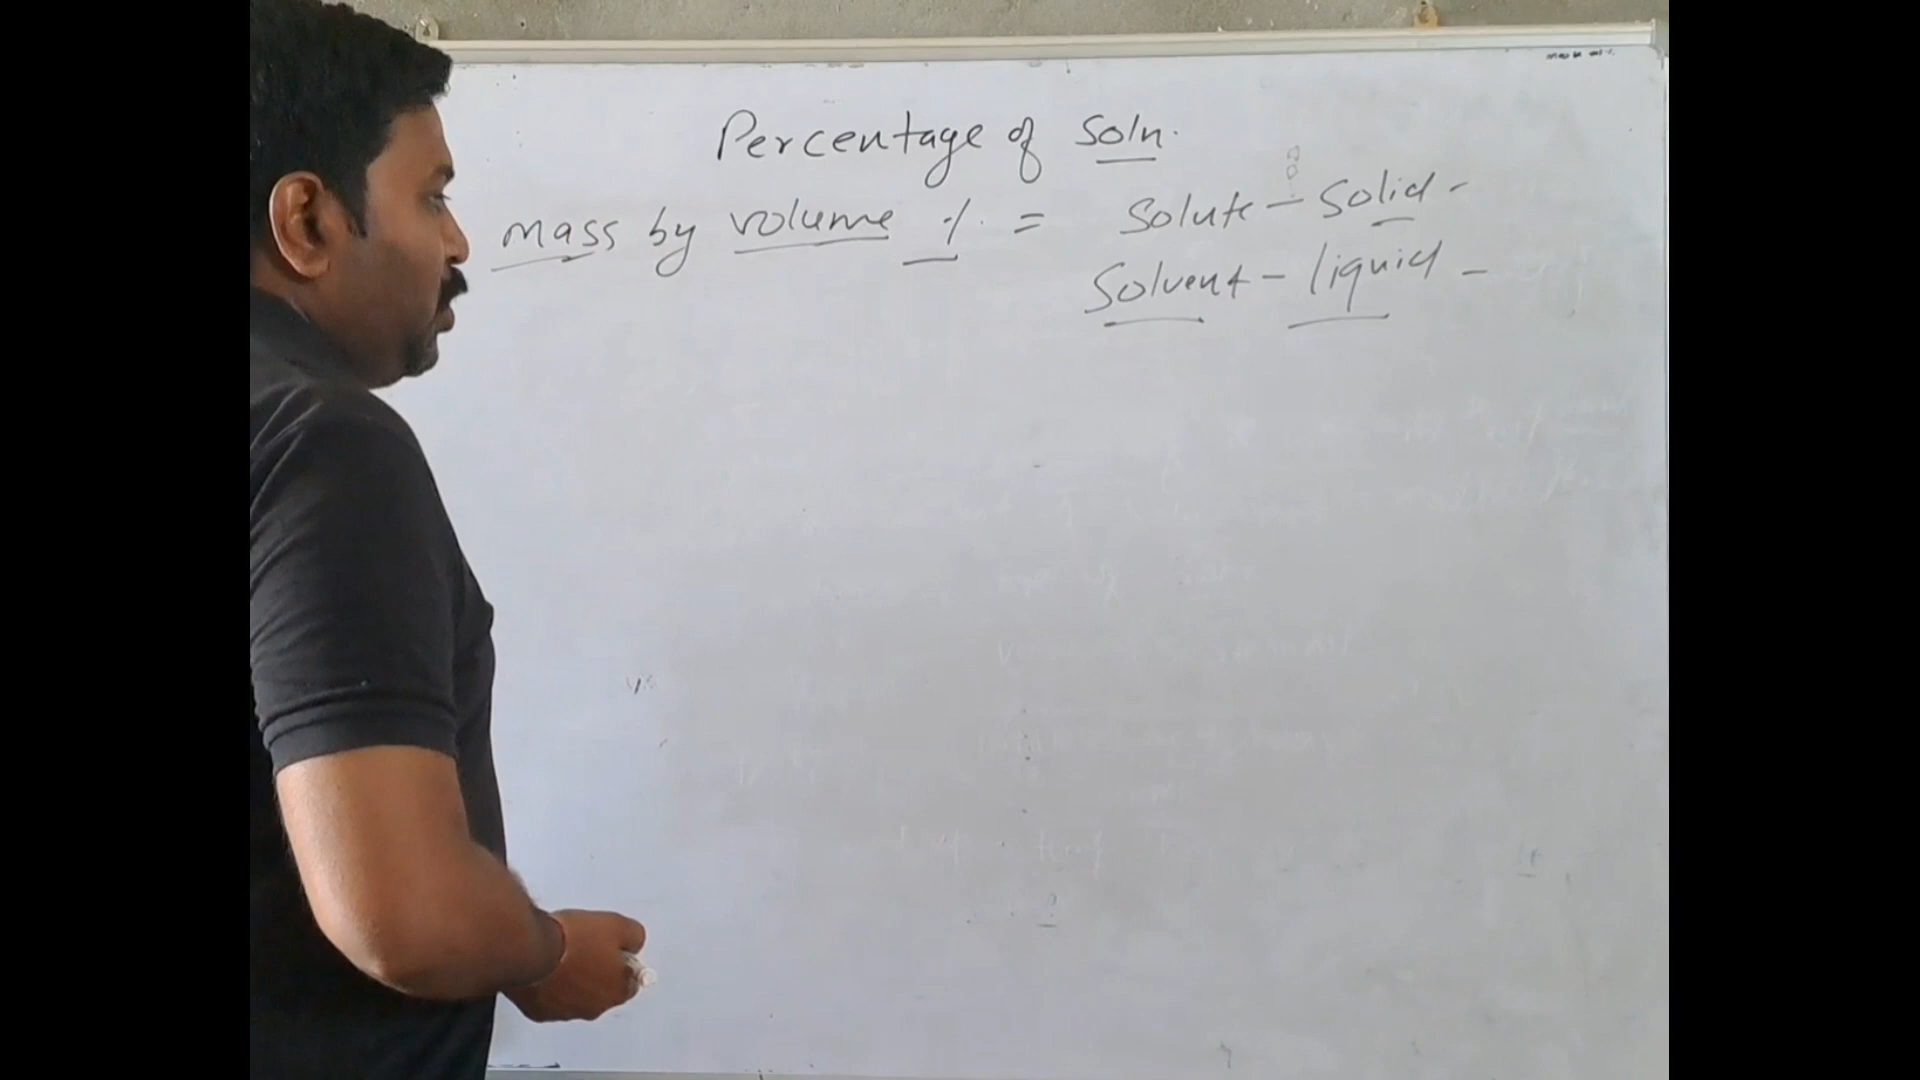 Percentage of Soln.
mass by volume % = Solute - Solid -
Solvent - liquid -